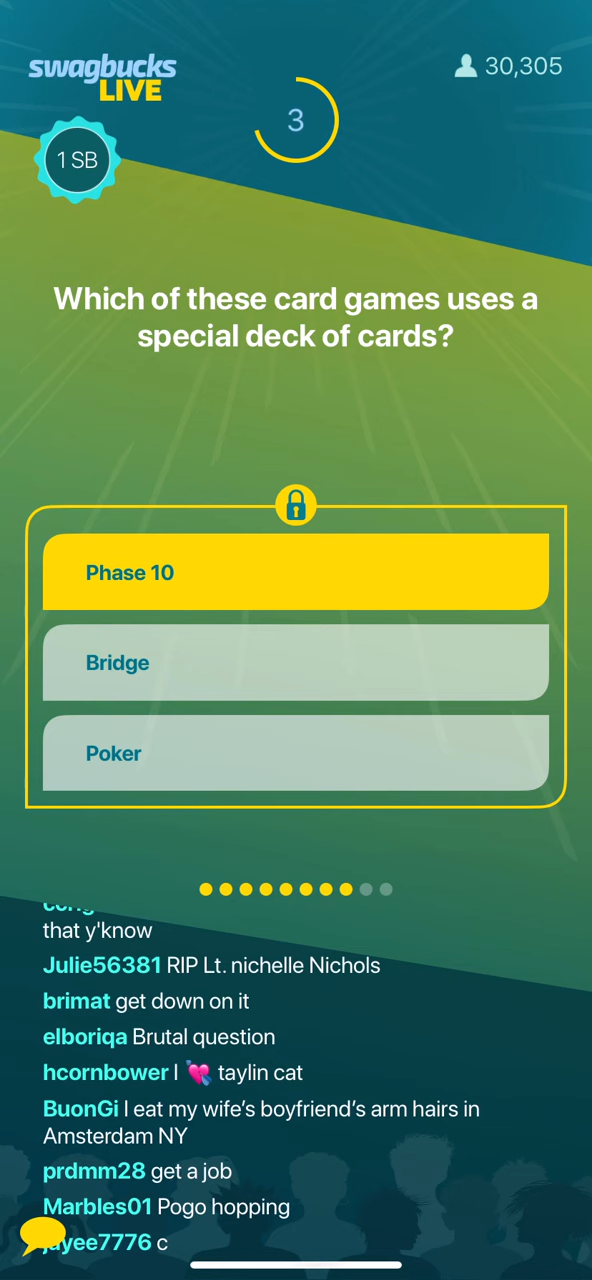 swagbucks
LIVE
30,305
3
1 SB
Which of these card games uses a
special deck of cards?
Phase 10
Bridge
Poker
that y'know
Julie56381 RIP Lt. nichelle Nichols
brimat get down on it
elboriqa Brutal question
hcornbower I 💘 taylin cat
BuonGi I eat my wife’s boyfriend’s arm hairs in
Amsterdam NY
prdmm28 get a job
Marbles01 Pogo hopping
jayee7776 c